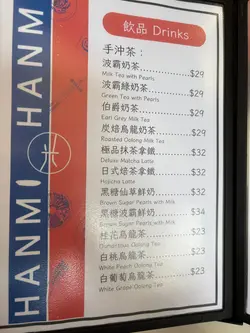 HANMI HANM
飲品 Drinks
手沖茶：
波霸奶茶 $29
Milk Tea with Pearls
波霸綠奶茶 $29
Green Tea with Pearls
伯爵奶茶 $29
Earl Grey Milk Tea
炭焙烏龍奶茶 $29
Roasted Oolong Milk Tea
極品抹茶拿鐵 $32
Deluxe Matcha Latte
日式焙茶拿鐵 $32
Hojicha Latte
黑糖仙草鮮奶 $32
Brown Sugar Pearls with Milk
黑糖波霸鮮奶 $34
Brown Sugar Pearls with Milk
桂花烏龍茶 $23
Osmanthus Oolong Tea
白桃烏龍茶 $23
White Peach Oolong Tea
白葡萄烏龍茶 $23
White Grape Oolong Tea